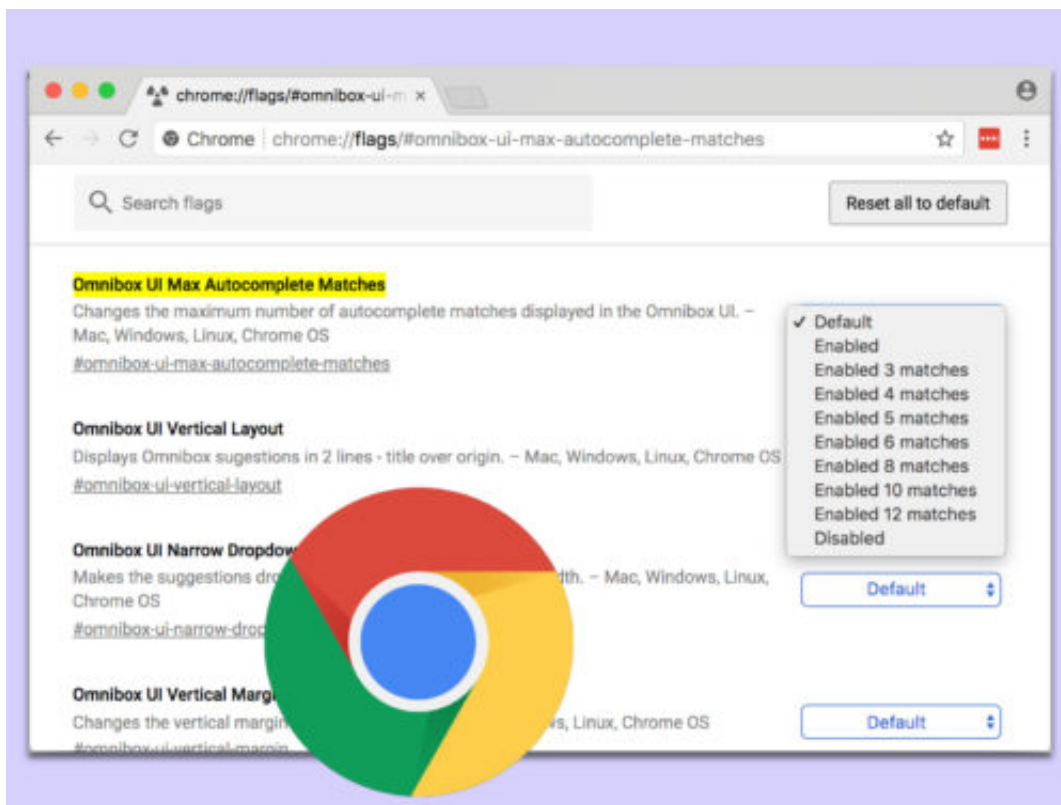 chrome://flags/#omnibox-ui-m
Chrome chrome://flags/#omnibox-ui-max-autocomplete-matches
Search flags
Reset all to default
Omnibox UI Max Autocomplete Matches
Changes the maximum number of autocomplete matches displayed in the Omnibox UI. –
Mac, Windows, Linux, Chrome OS
#omnibox-ui-max-autocomplete-matches
Default
Enabled
Enabled 3 matches
Enabled 4 matches
Enabled 5 matches
Enabled 6 matches
Enabled 8 matches
Enabled 10 matches
Enabled 12 matches
Disabled
Omnibox UI Vertical Layout
Displays Omnibox sugestions in 2 lines - title over origin. – Mac, Windows, Linux, Chrome OS
#omnibox-ui-vertical-layout
Omnibox UI Narrow Dropdow
Makes the suggestions dro dth. – Mac, Windows, Linux,
Chrome OS
#omnibox-ui-narrow-drop
Default
Omnibox UI Vertical Marg
Changes the vertical margin vs, Linux, Chrome OS
#omnibox-ui-vertical-margin
Default